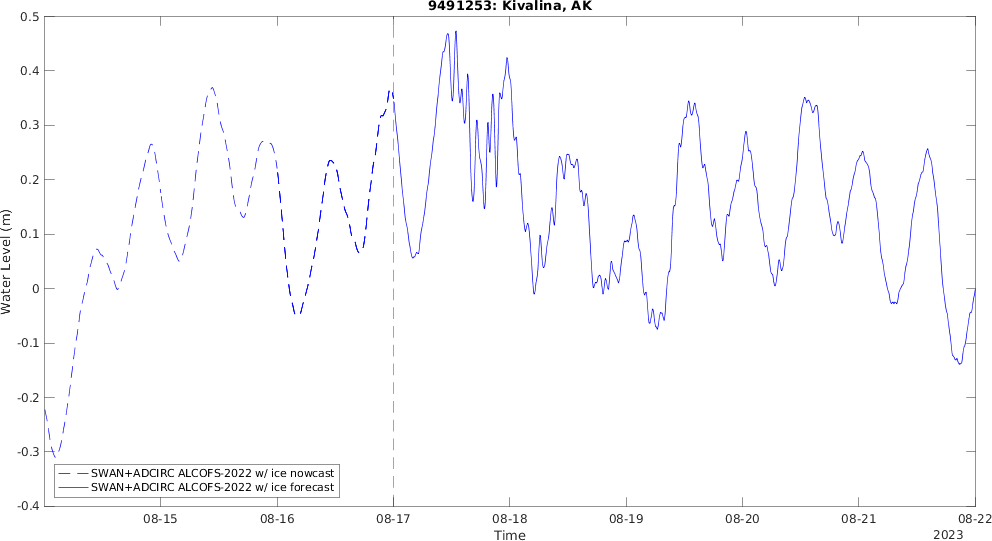 9491253: Kivalina, AK
0.5
0.4
0.3
0.2
0.1
0
-0.1
-0.2
-0.3
-0.4
Water Level (m)
SWAN+ADCIRC ALCOFS-2022 w/ ice nowcast
SWAN+ADCIRC ALCOFS-2022 w/ ice forecast
08-15 08-16 08-17 08-18 08-19 08-20 08-21 08-22
Time
2023